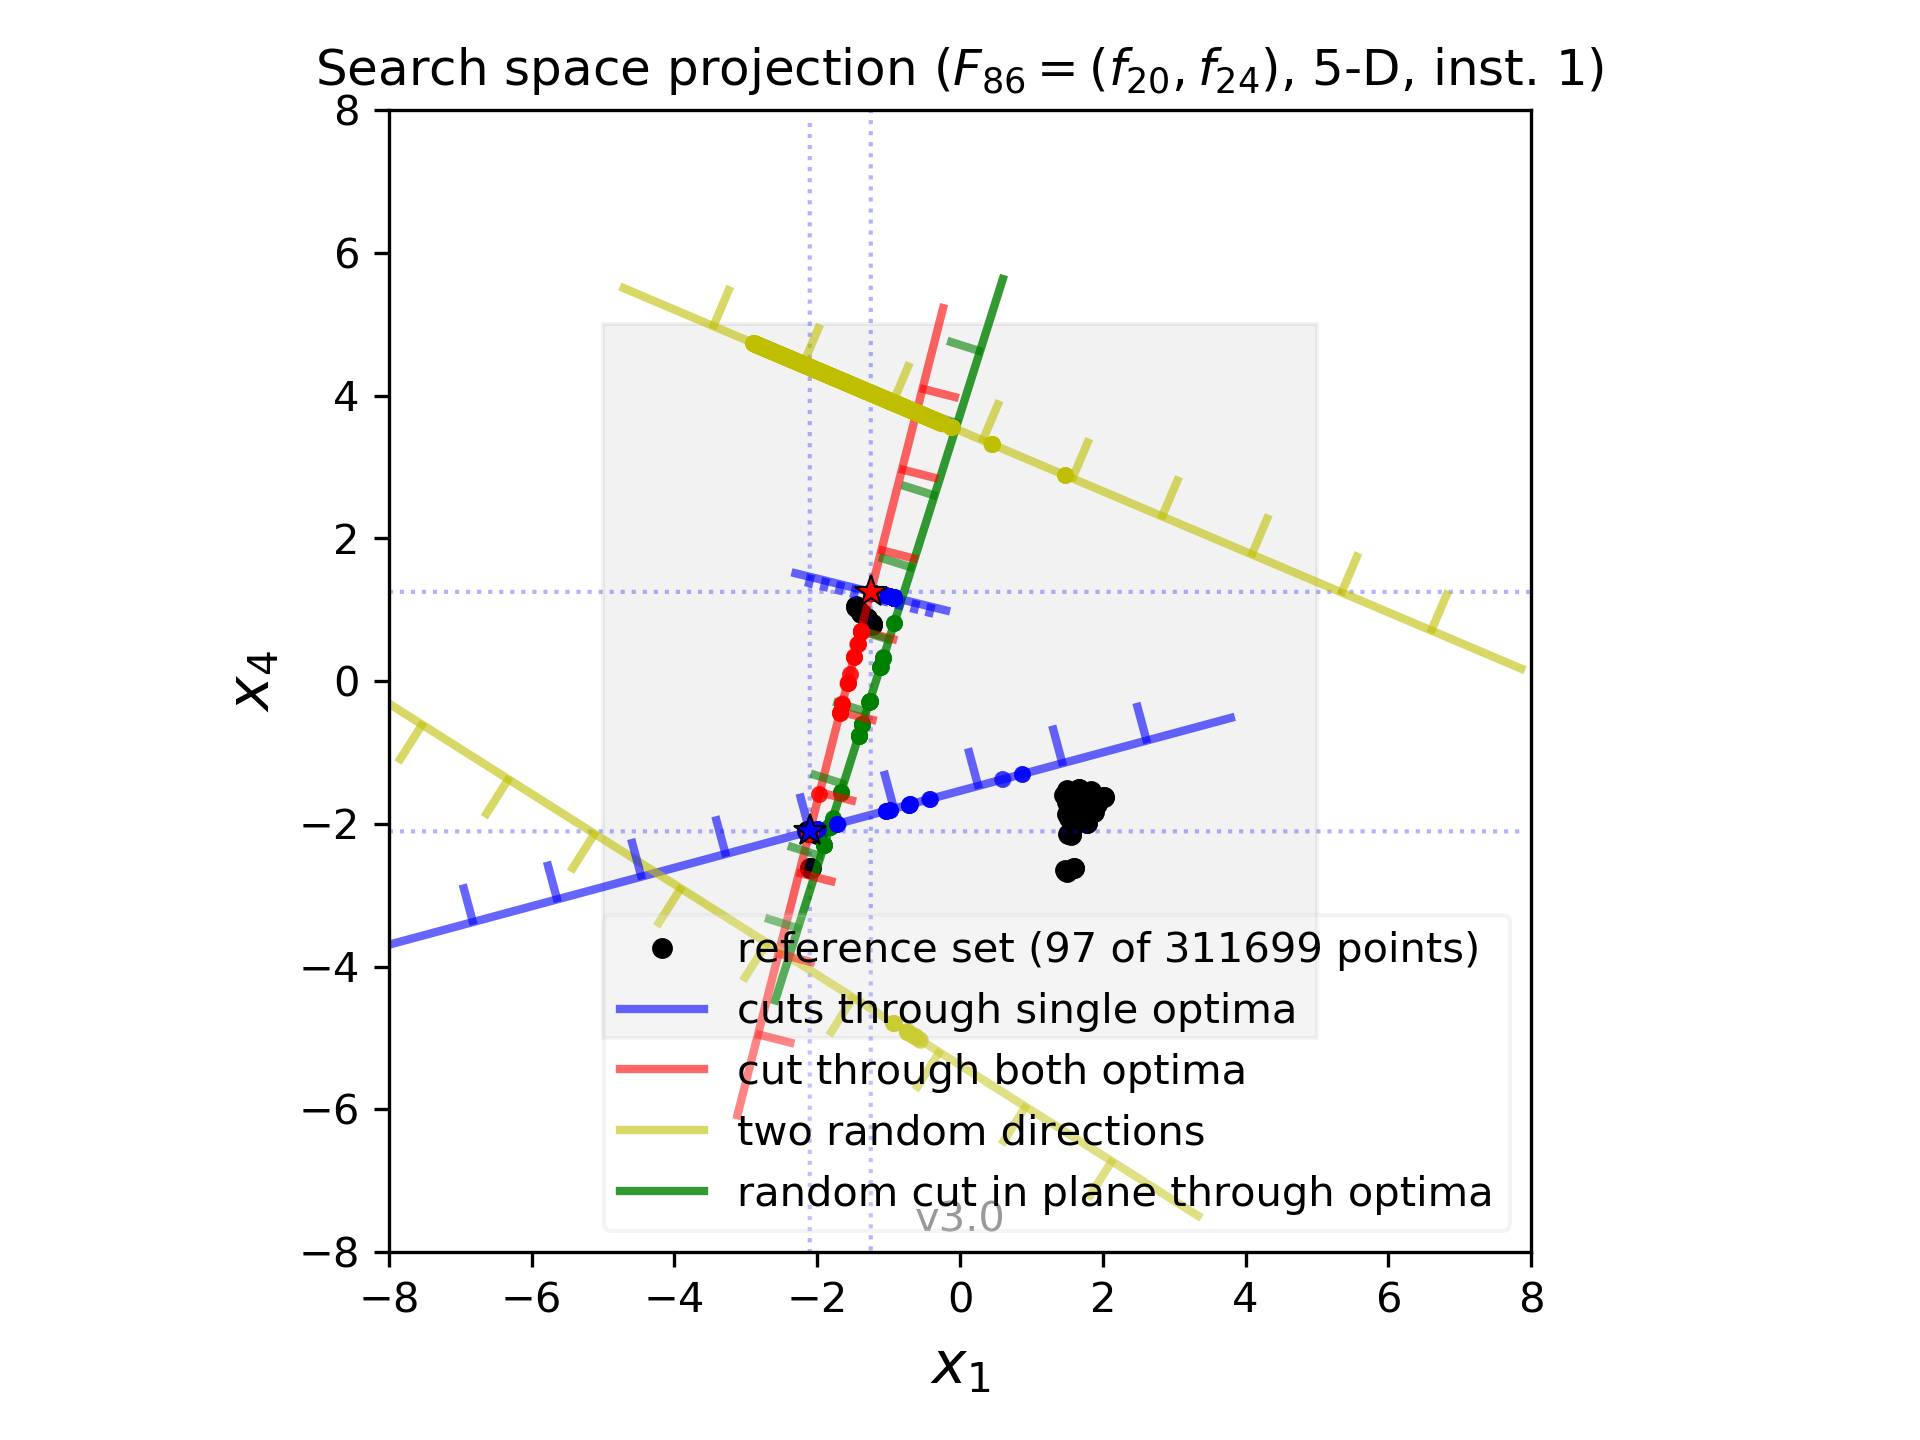 Search space projection (F₈₆ = (f₂₀, f₂₄), 5-D, inst. 1)
8
6
4
2
0
−2
−4
−6
−8
x₄
reference set (97 of 311699 points)
cuts through single optima
cut through both optima
two random directions
random cut in plane through optima
v3.0
−8 −6 −4 −2 0 2 4 6 8
x₁